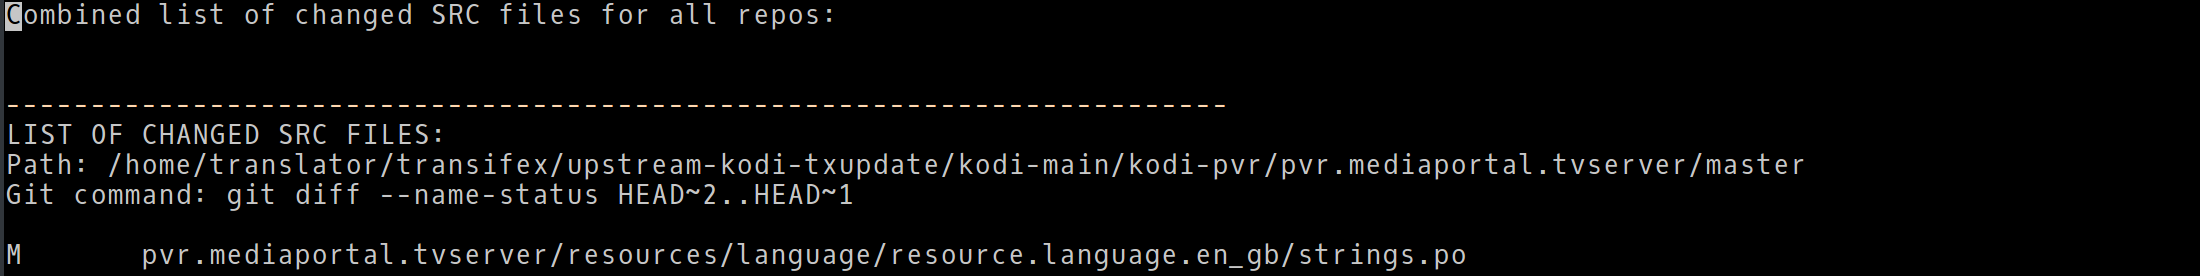 Combined list of changed SRC files for all repos:
------------------------------------------------------------------------
LIST OF CHANGED SRC FILES:
Path: /home/translator/transifex/upstream-kodi-txupdate/kodi-main/kodi-pvr/pvr.mediaportal.tvserver/master
Git command: git diff --name-status HEAD~2..HEAD~1
M       pvr.mediaportal.tvserver/resources/language/resource.language.en_gb/strings.po